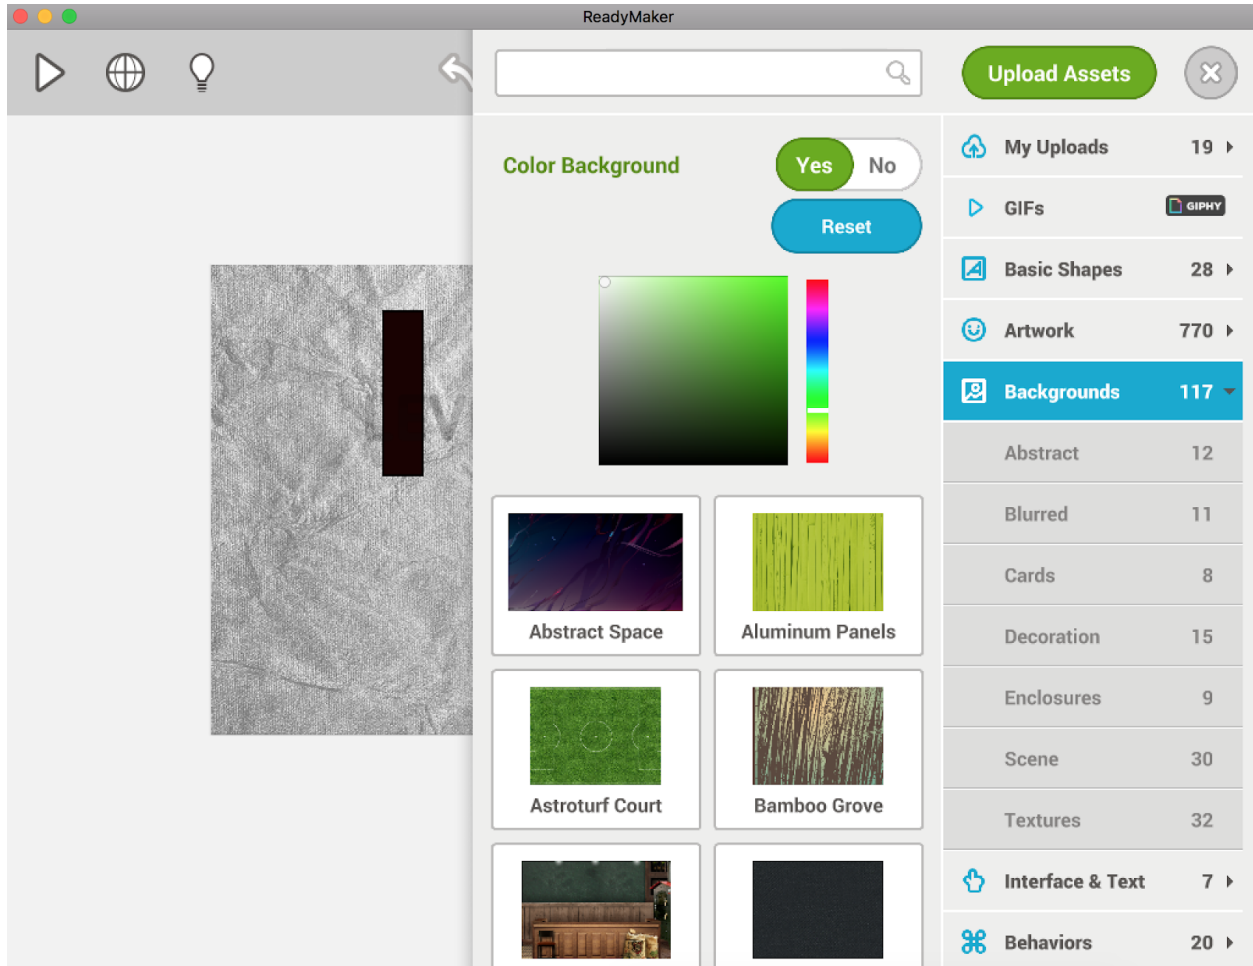 ReadyMaker
Upload Assets
Color Background
Yes No
Reset
Abstract Space
Aluminum Panels
Astroturf Court
Bamboo Grove
My Uploads 19
GIFs GIPHY
Basic Shapes 28
Artwork 770
Backgrounds 117
Abstract 12
Blurred 11
Cards 8
Decoration 15
Enclosures 9
Scene 30
Textures 32
Interface & Text 7
Behaviors 20